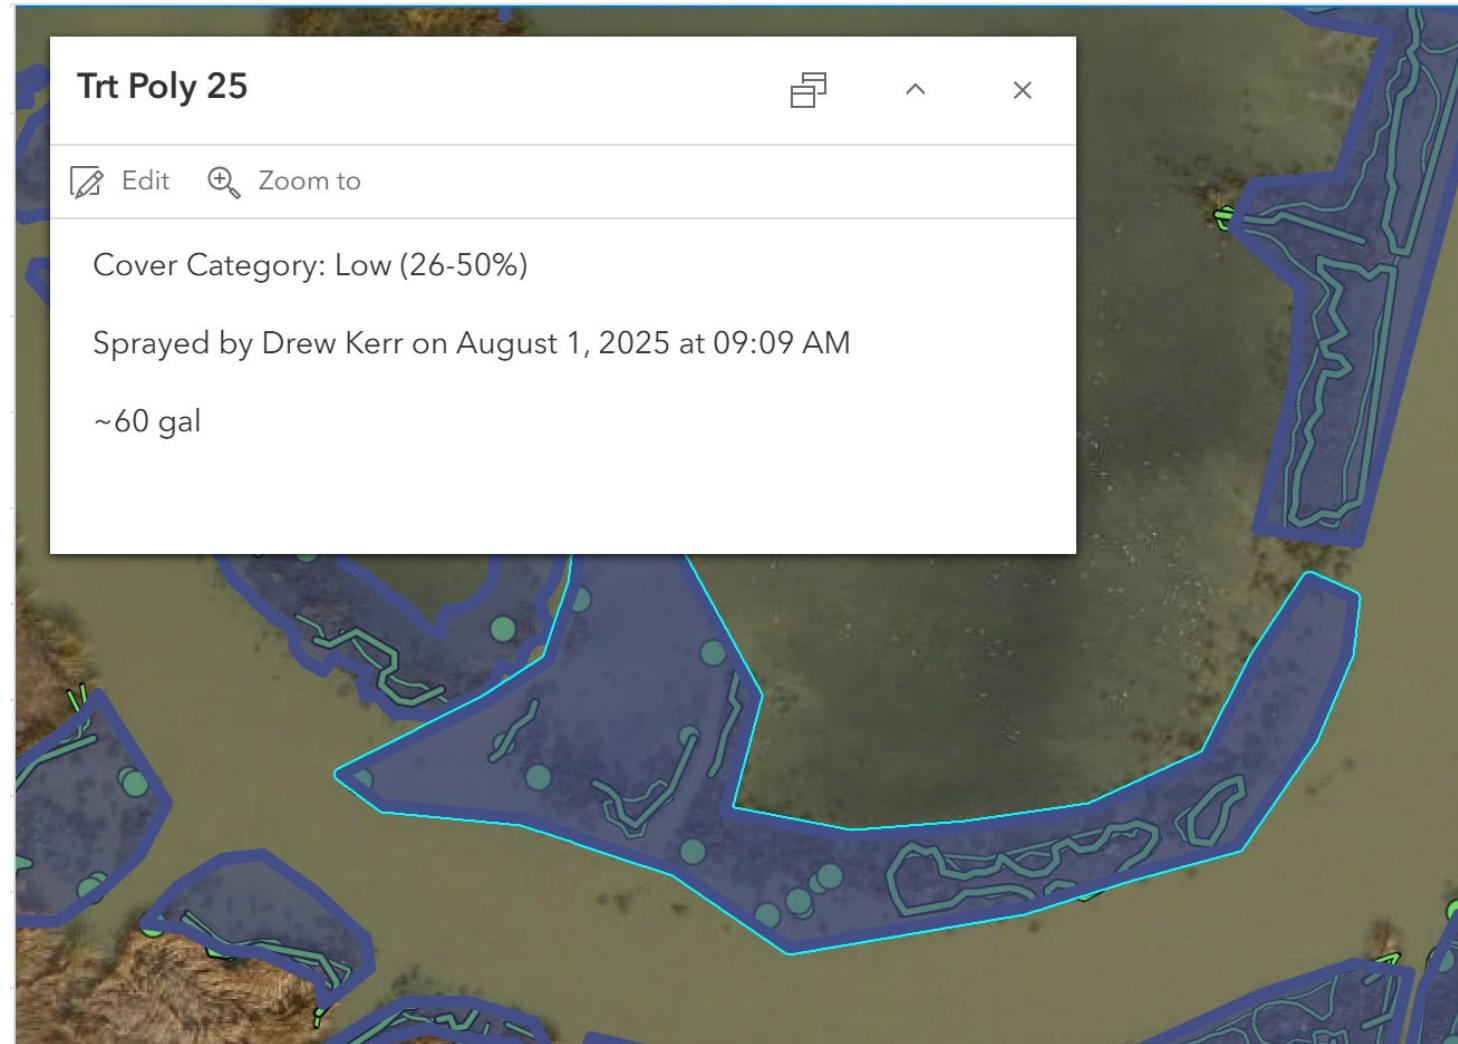 Trt Poly 25
Edit Zoom to
Cover Category: Low (26-50%)
Sprayed by Drew Kerr on August 1, 2025 at 09:09 AM
~60 gal